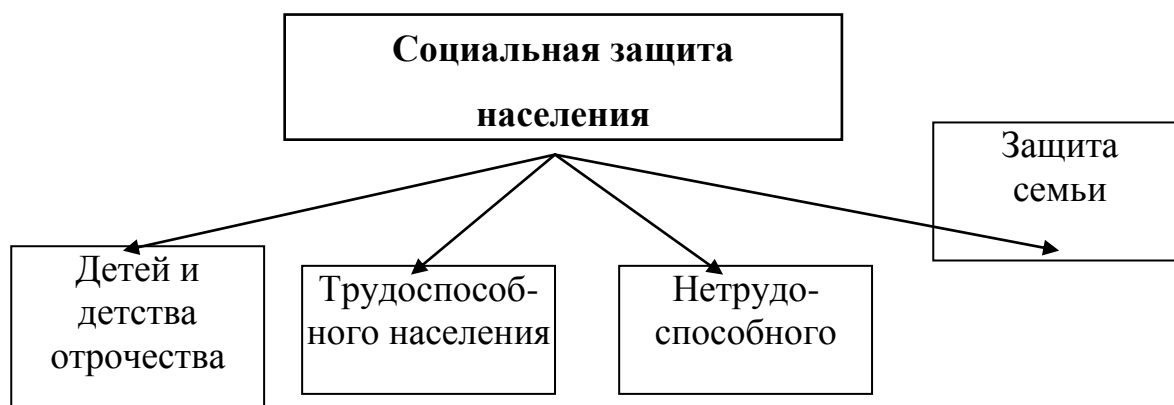 Социальная защита
населения
Защита
семьи
Детей и
детства
отрочества
Трудоспособ-
ного населения
Нетрудо-
способного